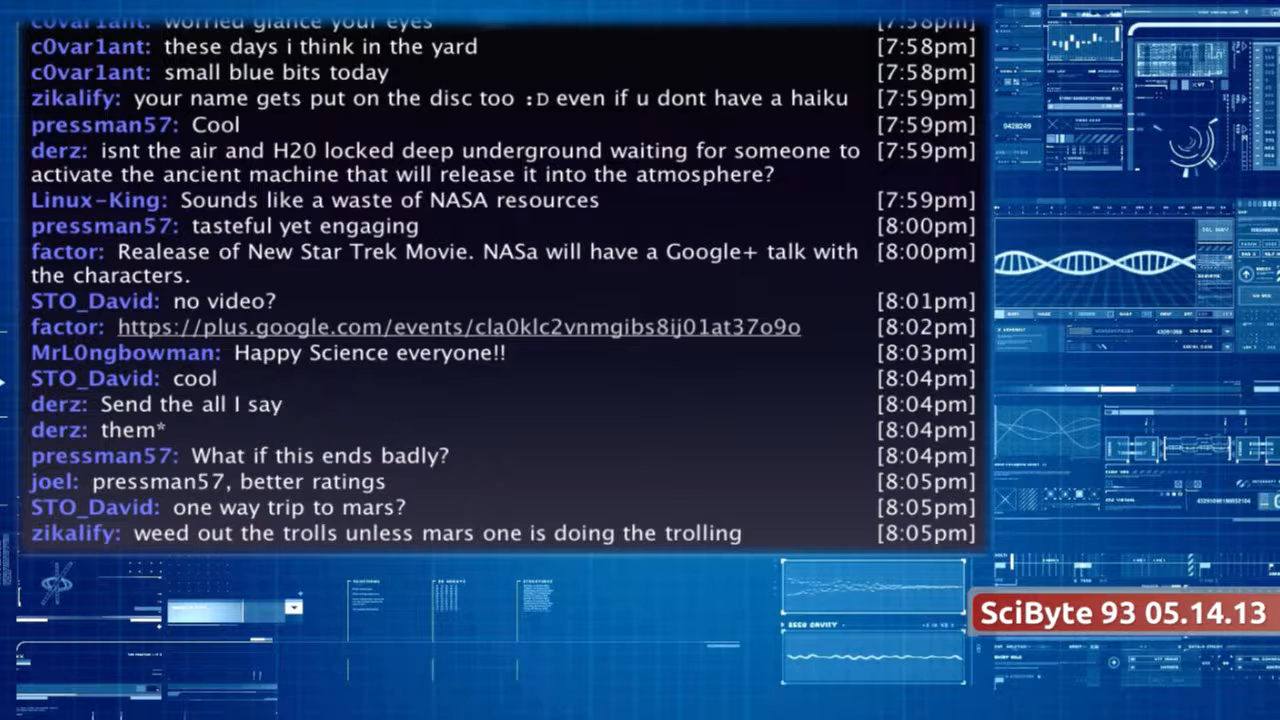 c0var1ant: worried glance your eyes [7:58pm]
c0var1ant: these days i think in the yard [7:58pm]
c0var1ant: small blue bits today [7:58pm]
zikalify: your name gets put on the disc too :D even if u dont have a haiku [7:59pm]
pressman57: Cool [7:59pm]
derz: isnt the air and H20 locked deep underground waiting for someone to [7:59pm]
activate the ancient machine that will release it into the atmosphere?
Linux-King: Sounds like a waste of NASA resources [7:59pm]
pressman57: tasteful yet engaging [8:00pm]
factor: Realease of New Star Trek Movie. NASa will have a Google+ talk with [8:00pm]
the characters.
STO_David: no video? [8:01pm]
factor: https://plus.google.com/events/cla0klc2vnmgibs8ij01at37o9o [8:02pm]
MrL0ngbowman: Happy Science everyone!! [8:03pm]
STO_David: cool [8:04pm]
derz: Send the all I say [8:04pm]
derz: them* [8:04pm]
pressman57: What if this ends badly? [8:04pm]
joel: pressman57, better ratings [8:05pm]
STO_David: one way trip to mars? [8:05pm]
zikalify: weed out the trolls unless mars one is doing the trolling [8:05pm]
SciByte 93 05.14.13